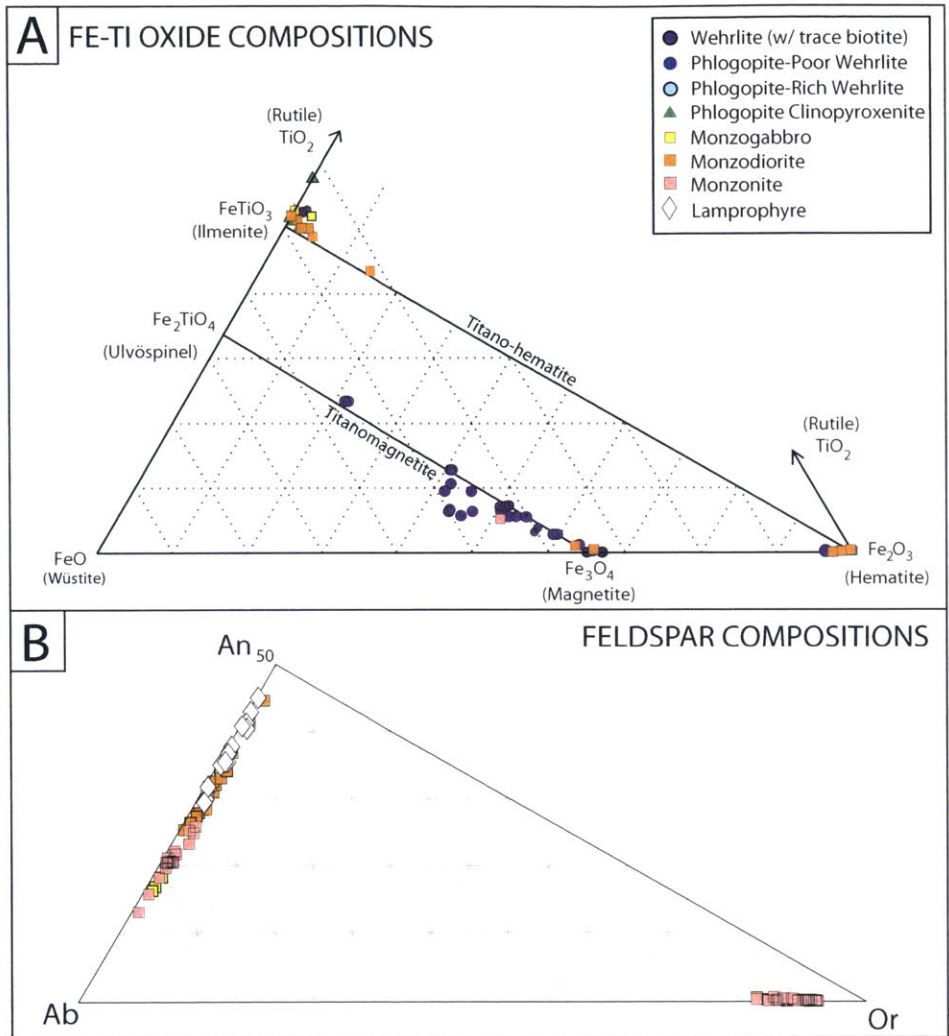 A FE-TI OXIDE COMPOSITIONS
Wehrlite (w/ trace biotite)
Phlogopite-Poor Wehrlite
Phlogopite-Rich Wehrlite
Phlogopite Clinopyroxenite
Monzogabbro
Monzodiorite
Monzonite
Lamprophyre
(Rutile)
TiO2
FeTiO3
(Ilmenite)
Fe2TiO4
(Ulvöspinel)
Titano-hematite
Titanomagnetite
(Rutile)
TiO2
FeO
(Wüstite)
Fe3O4
(Magnetite)
Fe2O3
(Hematite)
B FELDSPAR COMPOSITIONS
An50
Ab
Or